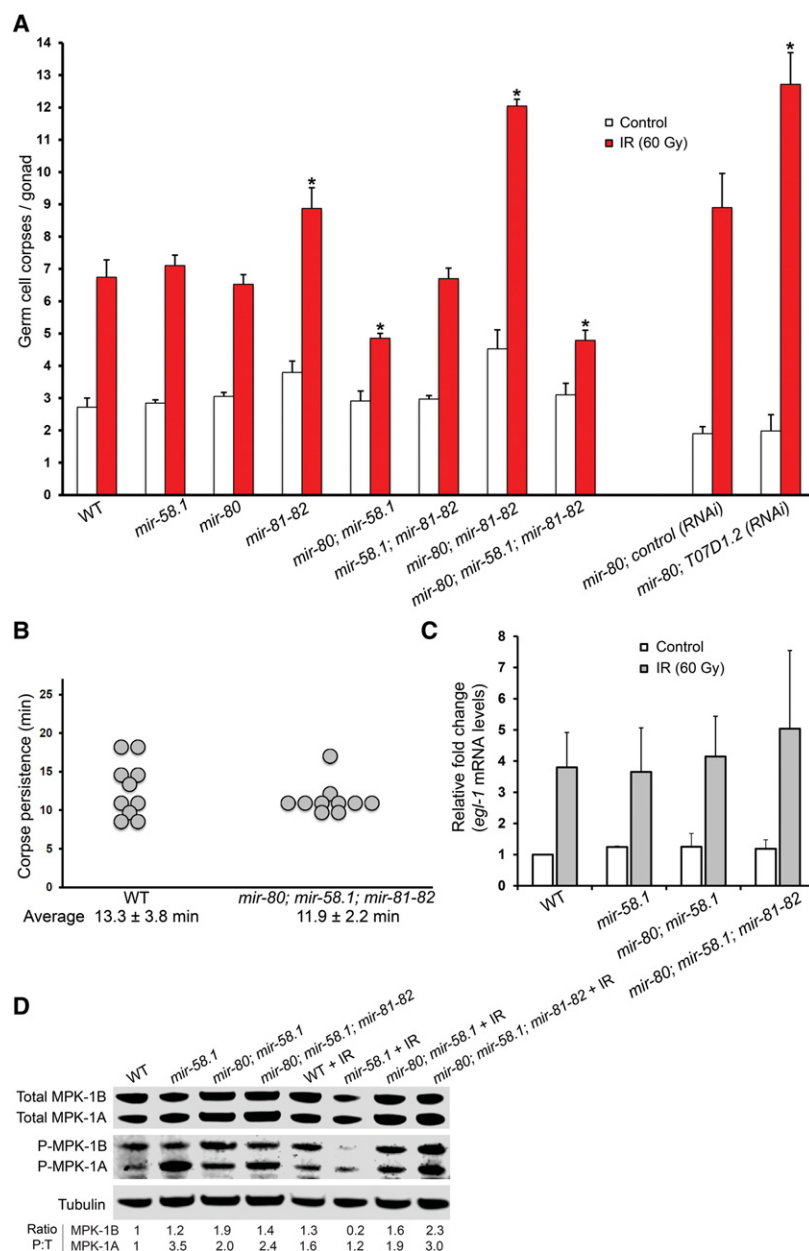 A
Germ cell corpses / gonad
14
13
12
11
10
9
8
7
6
5
4
3
2
1
0
Control
IR (60 Gy)
*
*
*
*
*
WT
mir-58.1
mir-80
mir-81-82
mir-80; mir-58.1
mir-58.1; mir-81-82
mir-80; mir-81-82
mir-80; mir-58.1; mir-81-82
mir-80; control (RNAi)
mir-80; T07D1.2 (RNAi)
B
Corpse persistence (min)
25
20
15
10
5
0
WT
mir-80; mir-58.1; mir-81-82
Average 13.3 ± 3.8 min 11.9 ± 2.2 min
C
Relative fold change
(egl-1 mRNA levels)
8
7
6
5
4
3
2
1
0
Control
IR (60 Gy)
WT
mir-58.1
mir-80; mir-58.1
mir-80; mir-58.1; mir-81-82
D
WT
mir-58.1
mir-80; mir-58.1
mir-80; mir-58.1; mir-81-82
WT + IR
mir-58.1 + IR
mir-80; mir-58.1 + IR
mir-80; mir-58.1; mir-81-82 + IR
Total MPK-1B
Total MPK-1A
P-MPK-1B
P-MPK-1A
Tubulin
Ratio MPK-1B 1 1.2 1.9 1.4 1.3 0.2 1.6 2.3
P:T MPK-1A 1 3.5 2.0 2.4 1.6 1.2 1.9 3.0